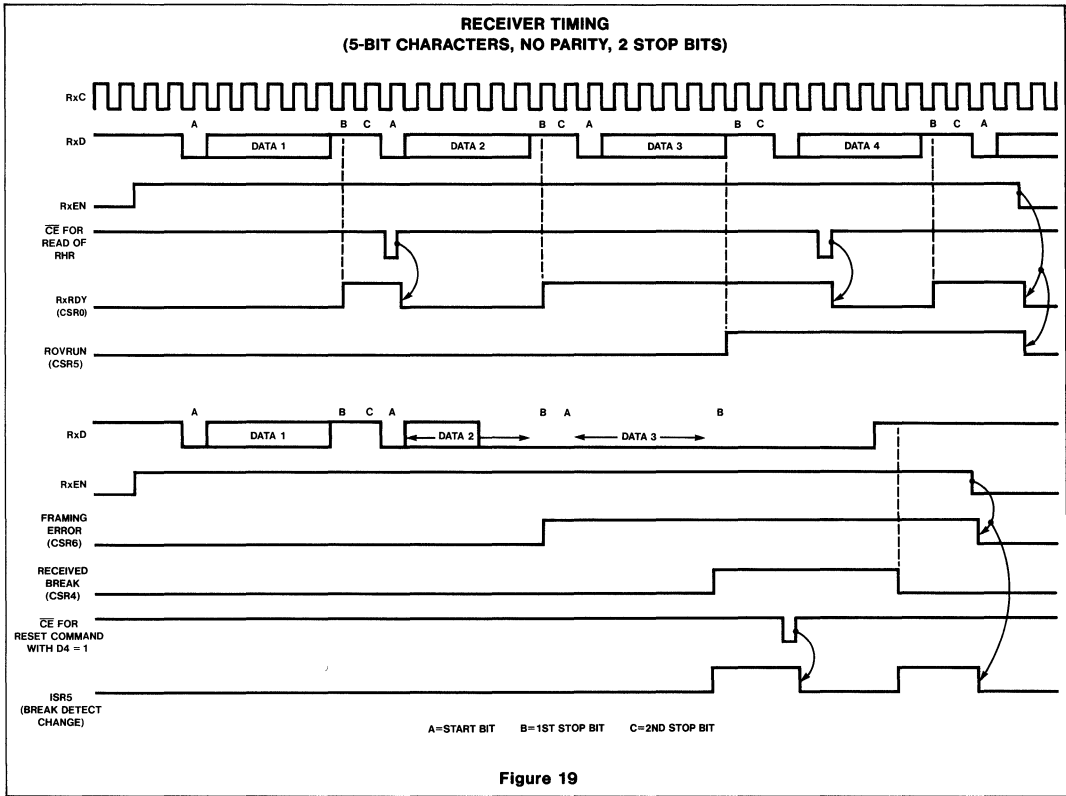 RECEIVER TIMING
(5-BIT CHARACTERS, NO PARITY, 2 STOP BITS)
RxC
A B C A B C A B C B C A
RxD DATA 1 DATA 2 DATA 3 DATA 4
RxEN
CE FOR
READ OF
RHR
RxRDY
(CSR0)
ROVRUN
(CSR5)
A B C A B A B
RxD DATA 1 DATA 2 DATA 3
RxEN
FRAMING
ERROR
(CSR6)
RECEIVED
BREAK
(CSR4)
CE FOR
RESET COMMAND
WITH D4 = 1
ISR5
(BREAK DETECT
CHANGE)
A=START BIT B=1ST STOP BIT C=2ND STOP BIT
Figure 19